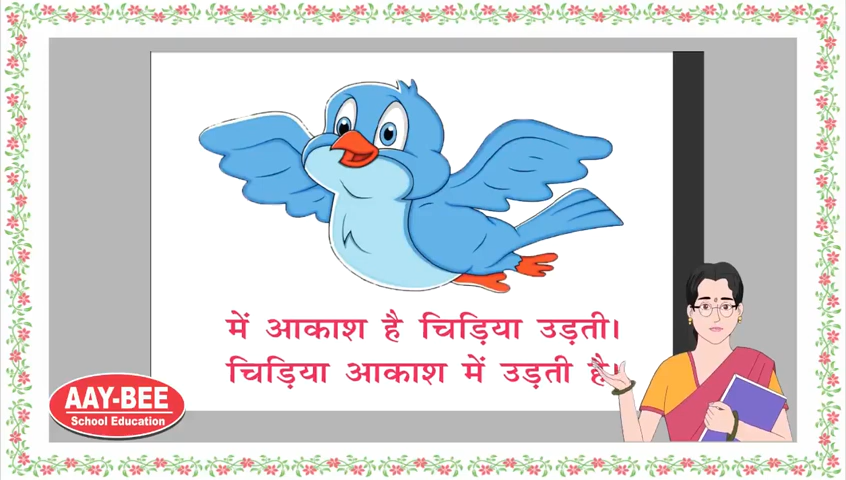 में आकाश है चिड़िया उड़ती।
चिड़िया आकाश में उड़ती है।
AAY-BEE
School Education